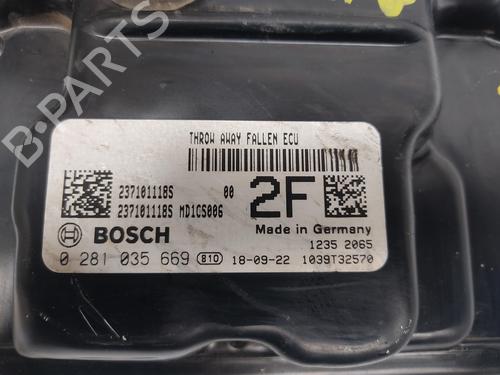 B-PARTS
THROW AWAY FALLEN ECU
237101118S 00
237101118S MD1CS006
2F
BOSCH
Made in Germany
1235 2065
0 281 035 669 810 18-09-22 1039T32570